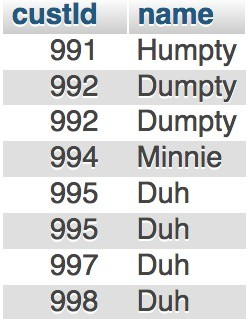 custId name
991 Humpty
992 Dumpty
992 Dumpty
994 Minnie
995 Duh
995 Duh
997 Duh
998 Duh